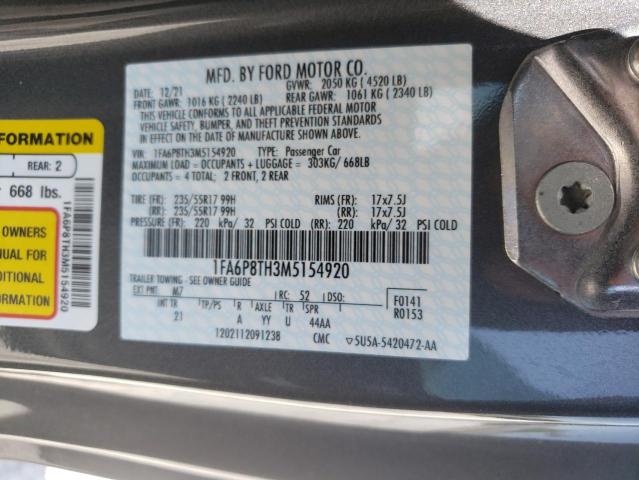 MFD. BY FORD MOTOR CO.
DATE: 12/21 GVWR: 2050 KG (4520 LB)
FRONT GAWR: 1016 KG (2240 LB) REAR GAWR: 1061 KG (2340 LB)
THIS VEHICLE CONFORMS TO ALL APPLICABLE FEDERAL MOTOR
VEHICLE SAFETY, BUMPER, AND THEFT PREVENTION STANDARDS
IN EFFECT ON THE DATE OF MANUFACTURE SHOWN ABOVE.
VIN: 1FA6P8TH3M5154920 TYPE: Passenger Car
MAXIMUM LOAD = OCCUPANTS + LUGGAGE = 303KG/ 668LB
OCCUPANTS = 4 TOTAL: 2 FRONT, 2 REAR
TIRE (FR): 235/55R17 99H RIMS (FR): 17x7.5J
(RR): 235/55R17 99H (RR): 17x7.5J
PRESSURE (FR): 220 kPa/ 32 PSI COLD (RR): 220 kPa/ 32 PSI COLD
1FA6P8TH3M5154920
TRAILER TOWING - SEE OWNER GUIDE
EXT PNT: M7 RC: 52 DSO: F0141
INT TR TP/PS R AXLE TR SPR R0153
21 A YY U 44AA
1202112091238 CMC ▽5U5A-5420472-AA
FORMATION
REAR: 2
668 lbs.
OWNERS
NUAL FOR
DITIONAL
1FA6P8TH3M5154920